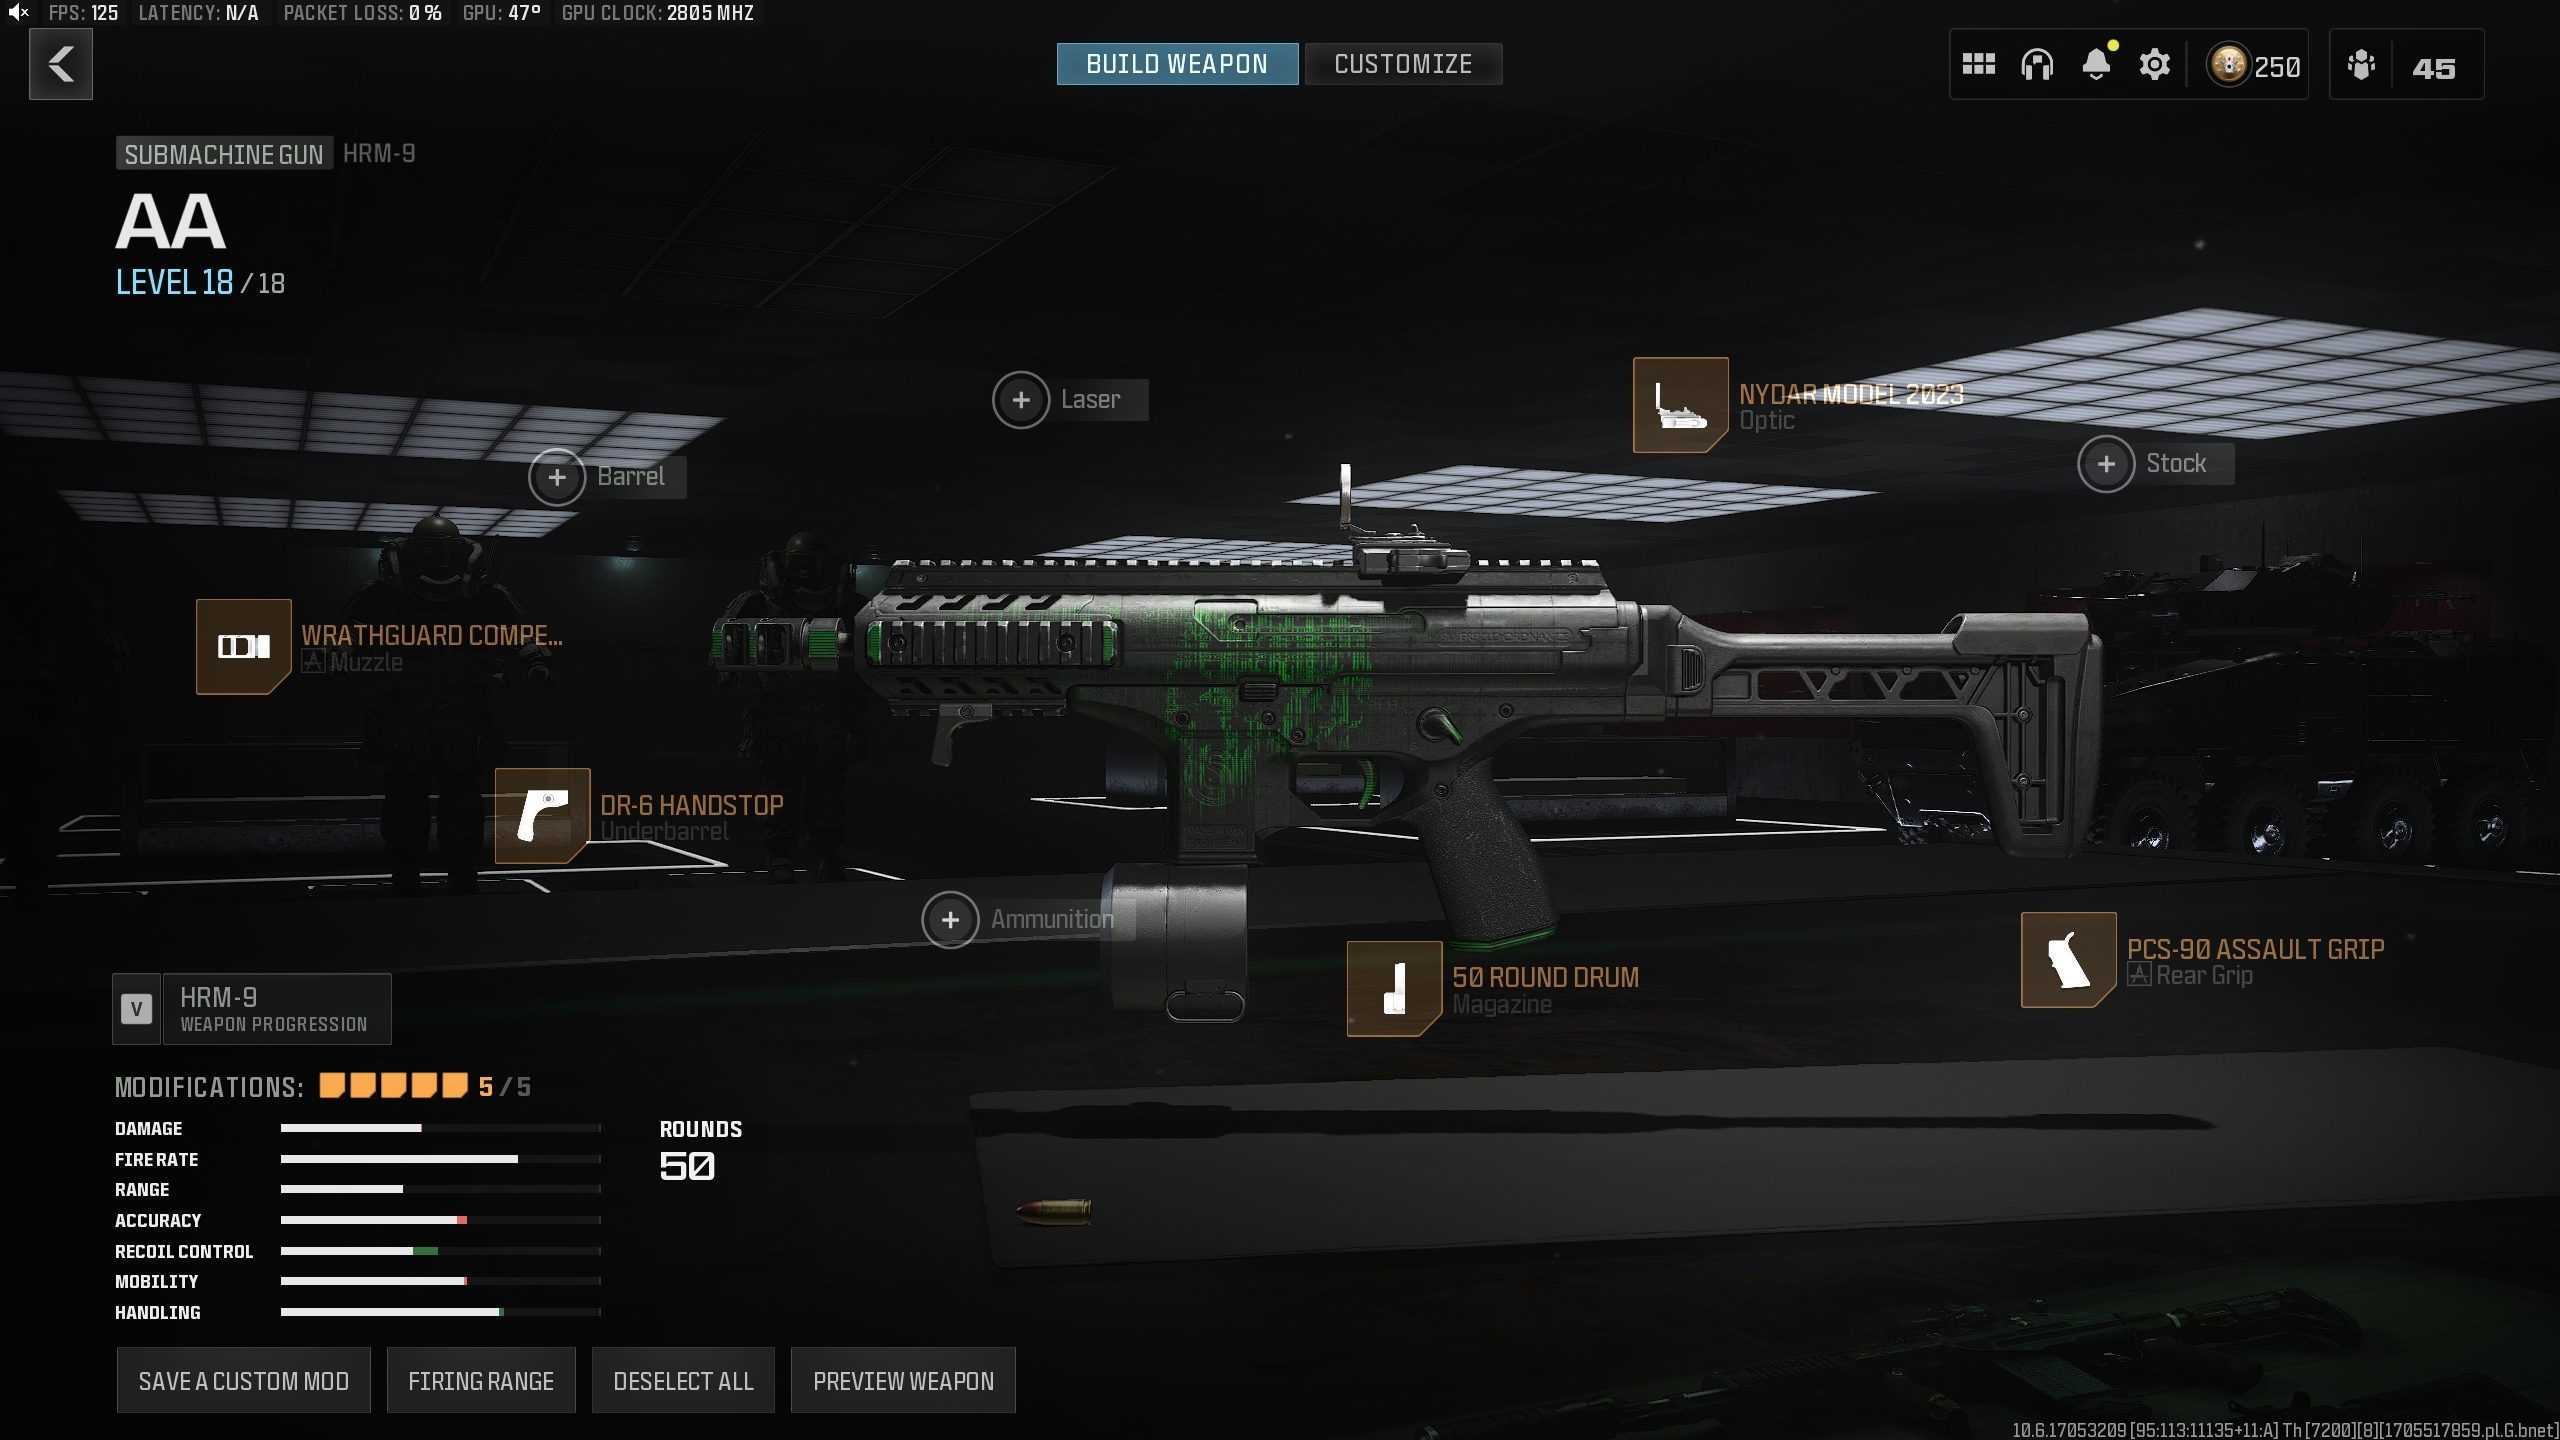 FPS: 125 LATENCY: N/A PACKET LOSS: 0 % GPU: 47° GPU CLOCK: 2805 MHZ
BUILD WEAPON CUSTOMIZE
250 45
SUBMACHINE GUN HRM-9
AA
LEVEL 18 / 18
Laser
NYDAR MODEL 2023
Optic
Barrel
Stock
WRATHGUARD COMPE...
Muzzle
DR-6 HANDSTOP
Underbarrel
Ammunition
50 ROUND DRUM
Magazine
PCS-90 ASSAULT GRIP
Rear Grip
V HRM-9
WEAPON PROGRESSION
MODIFICATIONS: 5 / 5
DAMAGE
FIRE RATE
RANGE
ACCURACY
RECOIL CONTROL
MOBILITY
HANDLING
ROUNDS
50
SAVE A CUSTOM MOD FIRING RANGE DESELECT ALL PREVIEW WEAPON
10.6.17053209 [95:113:11135+11:A] Th [7200][8][1705517859.pl.G.bnet]